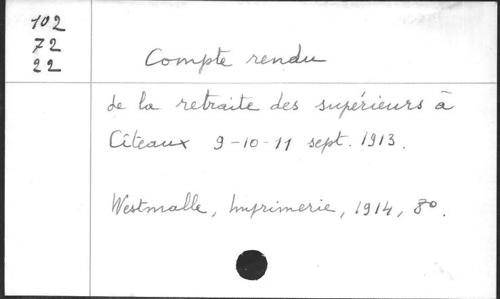 102
72
22
Compte rendu
de la retraite des supérieurs à
Cîteaux 9-10-11 sept. 1913.
Westmalle, Imprimerie, 1914, 8º.